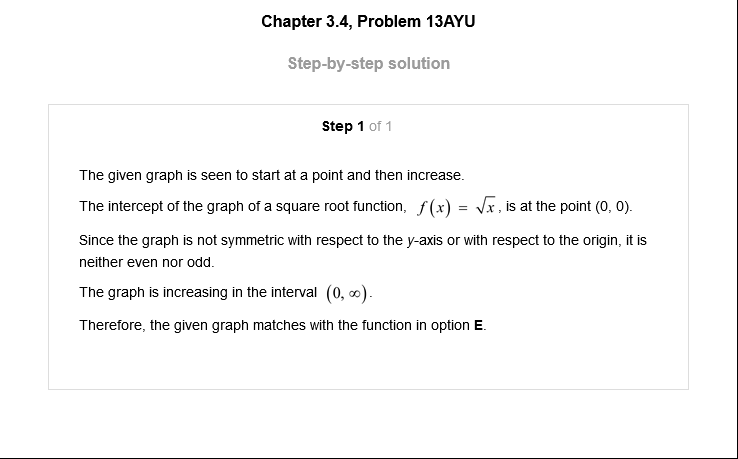 Chapter 3.4, Problem 13AYU
Step-by-step solution
Step 1 of 1
The given graph is seen to start at a point and then increase.
The intercept of the graph of a square root function, f(x) = √x, is at the point (0, 0).
Since the graph is not symmetric with respect to the y-axis or with respect to the origin, it is
neither even nor odd.
The graph is increasing in the interval (0, ∞).
Therefore, the given graph matches with the function in option E.